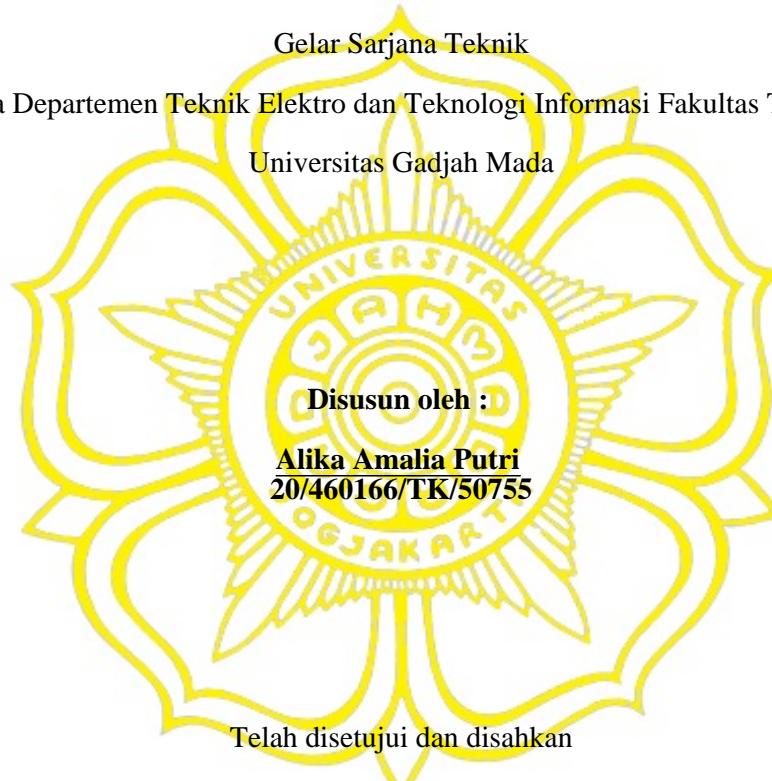 Gelar Sarjana Teknik
Departemen Teknik Elektro dan Teknologi Informasi Fakultas
Universitas Gadjah Mada
UNIVERSITAS
Disusun oleh :
Alika Amalia Putri
20/460166/TK/50755
Telah disetujui dan disahkan